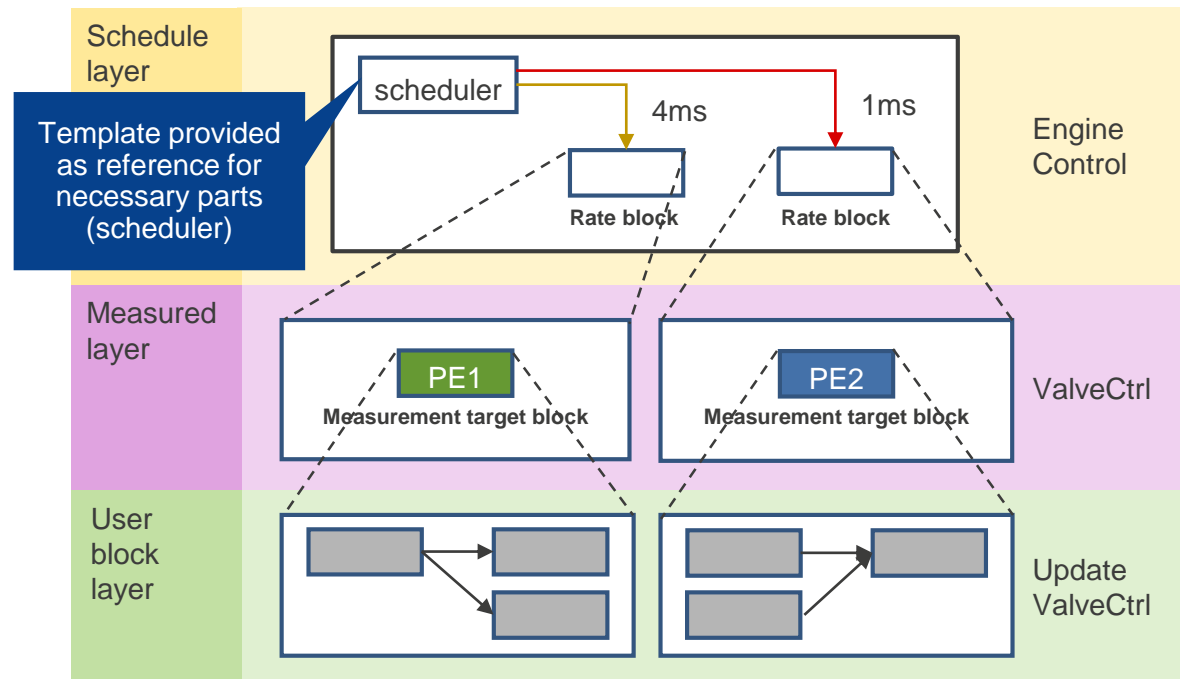 Schedule
layer
Template provided
as reference for
necessary parts
(scheduler)
scheduler
4ms
1ms
Rate block
Rate block
Engine
Control
Measured
layer
PE1
Measurement target block
PE2
Measurement target block
ValveCtrl
User
block
layer
Update
ValveCtrl